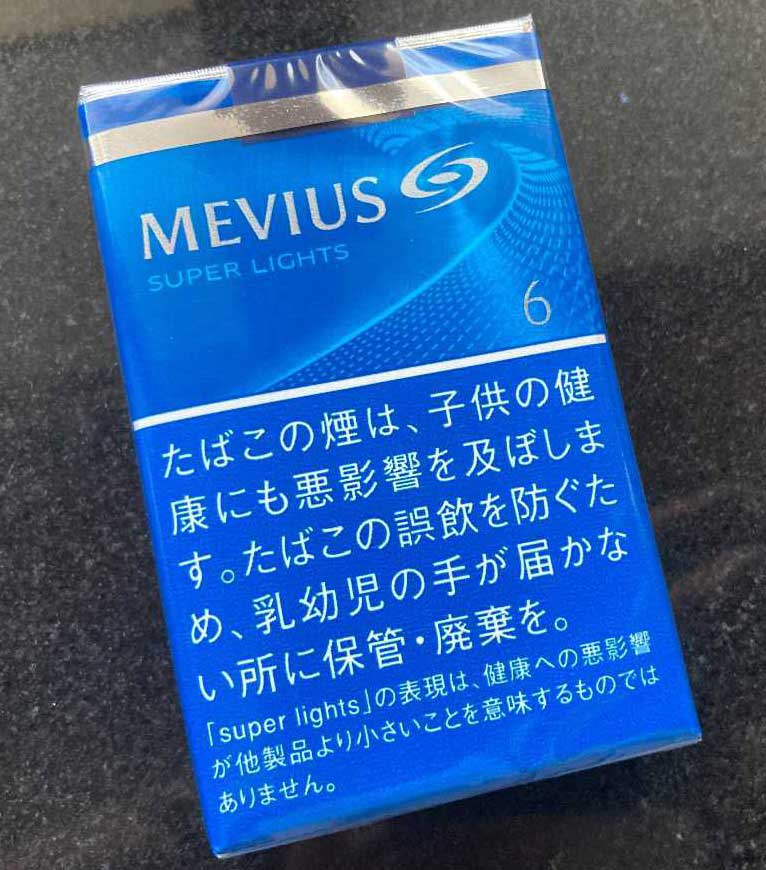 MEVIUS
SUPER LIGHTS
6
たばこの煙は、子供の健
康にも悪影響を及ぼしま
す。たばこの誤飲を防ぐた
め、乳幼児の手が届かな
い所に保管・廃棄を。
「super lights」の表現は、健康への悪影響
が他製品より小さいことを意味するものでは
ありません。